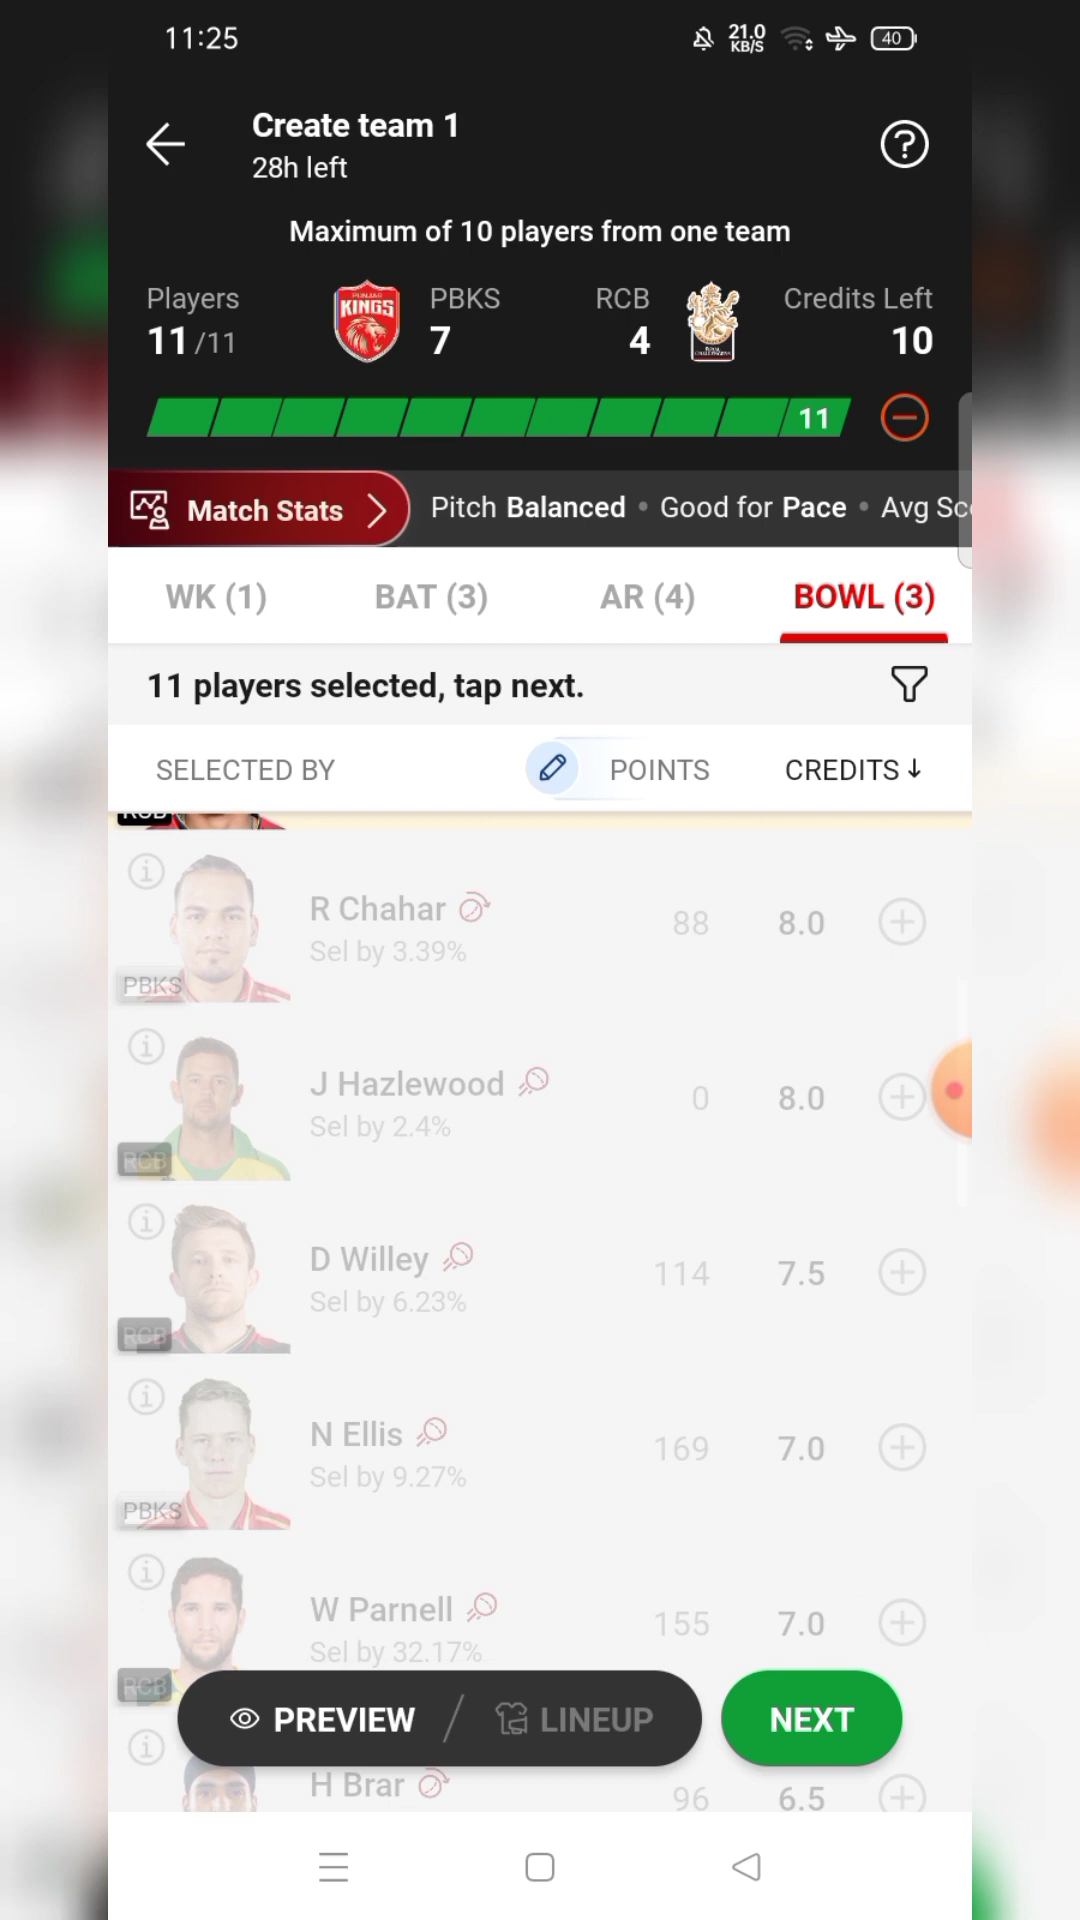 11:25
21.0
KB/S
40
Create team 1
28h left
Maximum of 10 players from one team
Players
11/11
PUNJAB
KINGS
PBKS
7
RCB
4
Credits Left
10
11
Match Stats
Pitch Balanced • Good for Pace • Avg Sc
WK (1)
BAT (3)
AR (4)
BOWL (3)
11 players selected, tap next.
SELECTED BY
POINTS
CREDITS ↓
RCB
R Chahar
Sel by 3.39%
88
8.0
PBKS
J Hazlewood
Sel by 2.4%
0
8.0
RCB
D Willey
Sel by 6.23%
114
7.5
RCB
N Ellis
Sel by 9.27%
169
7.0
PBKS
W Parnell
Sel by 32.17%
155
7.0
RCB
PREVIEW
LINEUP
NEXT
H Brar
96
6.5